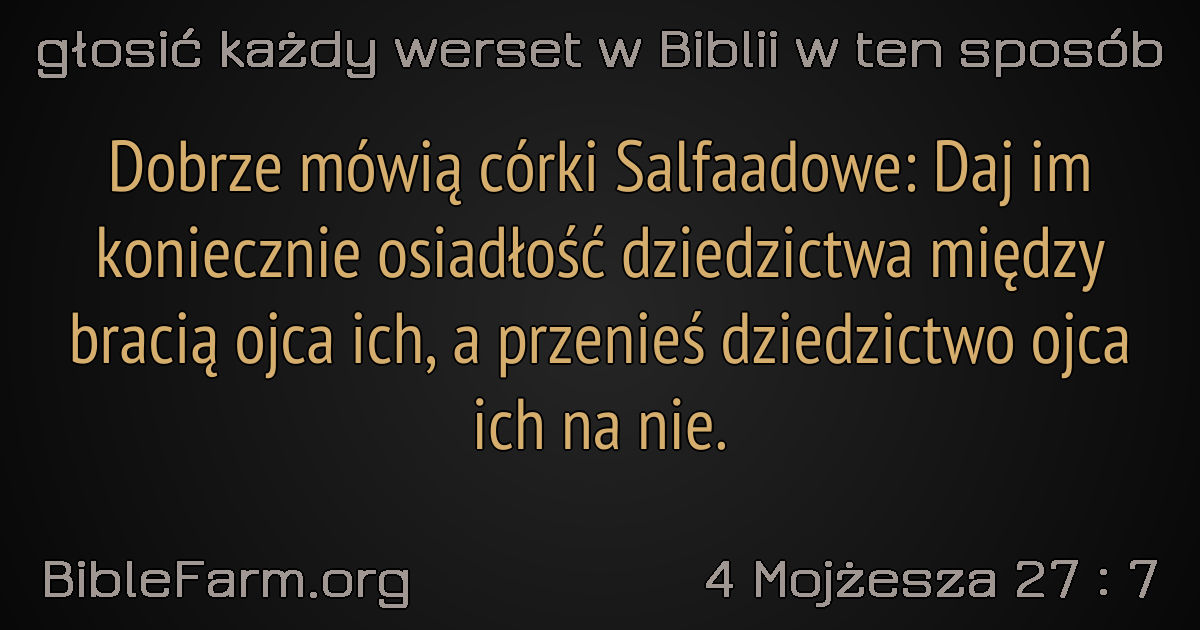 głosić każdy werset w Biblii w ten sposób
Dobrze mówią córki Salfaadowe: Daj im
koniecznie osiadłość dziedzictwa między
bracią ojca ich, a przenieś dziedzictwo ojca
ich na nie.
BibleFarm.org
4 Mojżesza 27 : 7